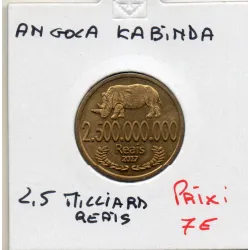 ANGOLA KABINDA
2.500.000.000
Reais
2017
2,5 MILLIARD
REAIS
PRIX:
7€